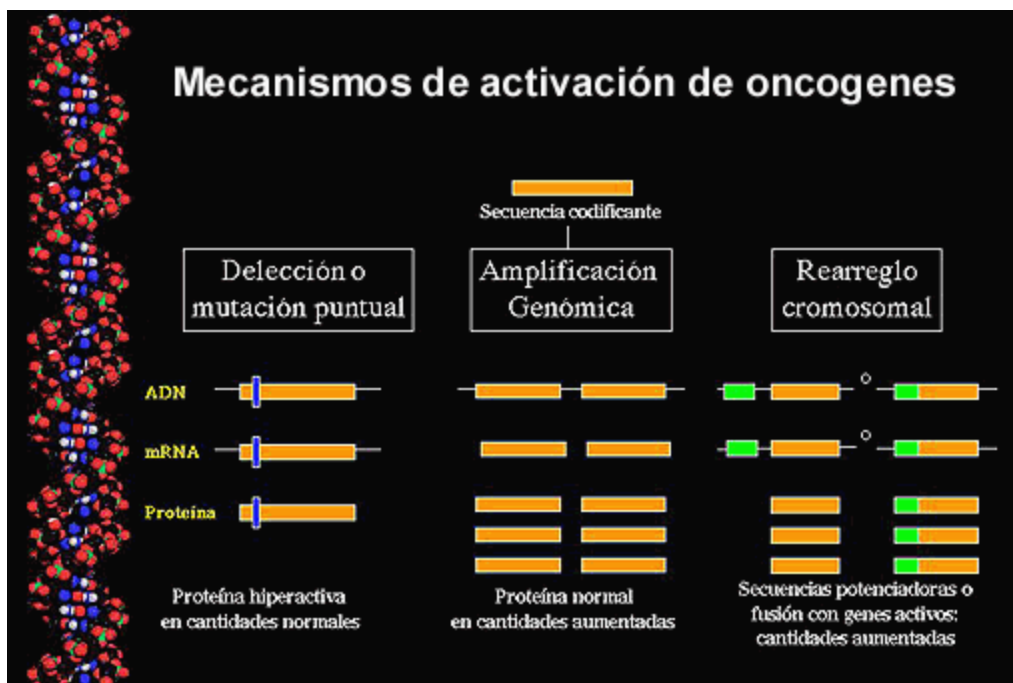 Mecanismos de activación de oncogenes
Secuencia codificante
Delección o
mutación puntual
Amplificación
Genómica
Rearreglo
cromosomal
ADN
o
mRNA
o
Proteína
Proteína hiperactiva
en cantidades normales
Proteína normal
en cantidades aumentadas
Secuencias potenciadoras o
fusión con genes activos:
cantidades aumentadas